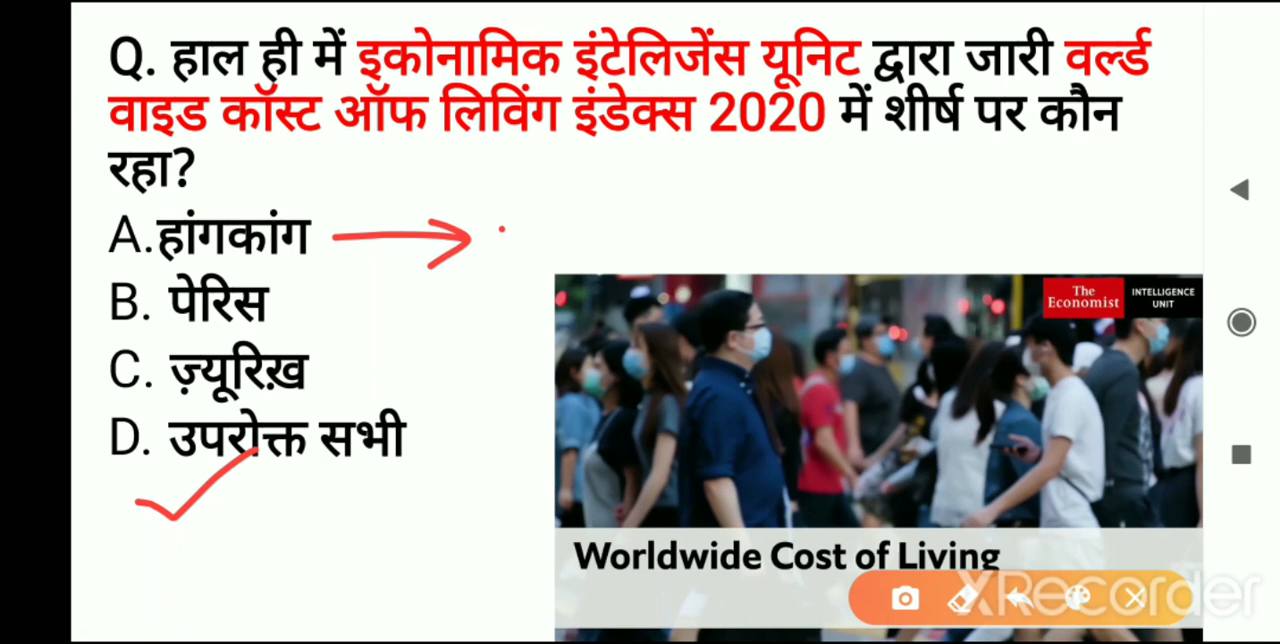 Q. हाल ही में इकोनामिक इंटेलिजेंस यूनिट द्वारा जारी वर्ल्ड
वाइड कॉस्ट ऑफ लिविंग इंडेक्स 2020 में शीर्ष पर कौन
रहा?
A.हांगकांग
B. पेरिस
C. ज़्यूरिख़
D. उपरोक्त सभी
The
Economist
INTELLIGENCE
UNIT
Worldwide Cost of Living
XRecorder